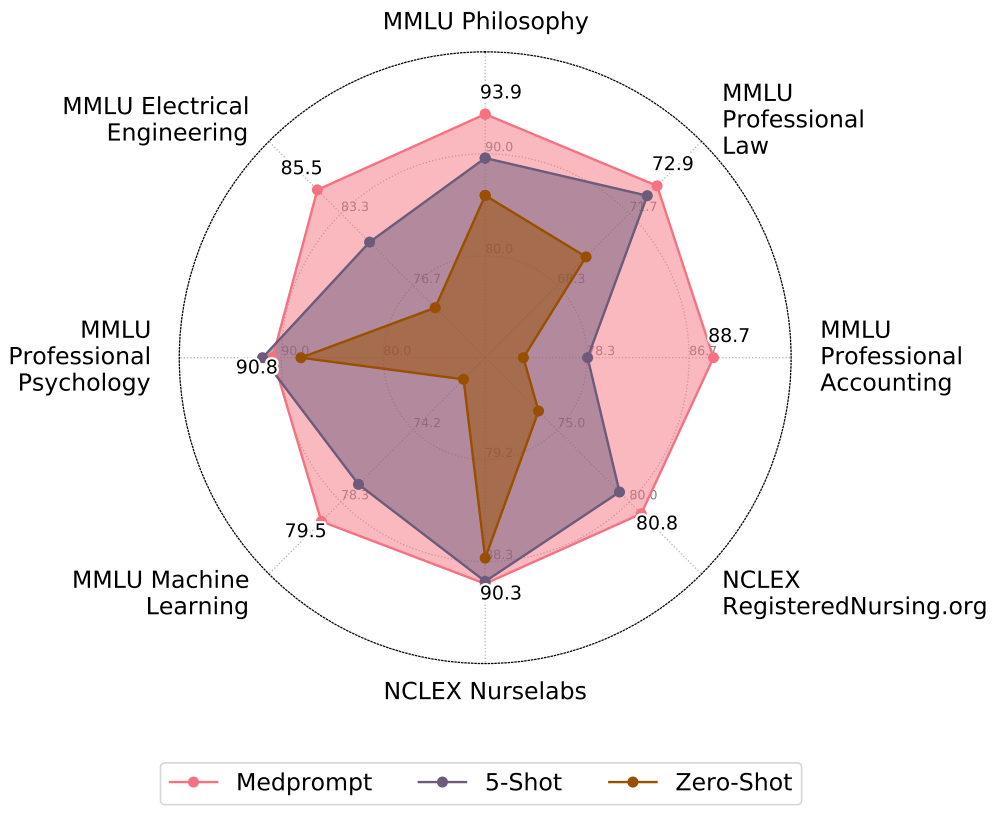 MMLU Philosophy
93.9
MMLU
Professional
Law
MMLU Electrical
Engineering
72.9
85.5
90.0
83.3
71.7
80.0
76.7
68.3
MMLU
Professional
Psychology
90.8
90.0
80.0
78.3
86.7
88.7
MMLU
Professional
Accounting
74.2
75.0
79.2
78.3
80.0
79.5
80.8
88.3
90.3
MMLU Machine
Learning
NCLEX
RegisteredNursing.org
NCLEX Nurselabs
Medprompt
5-Shot
Zero-Shot